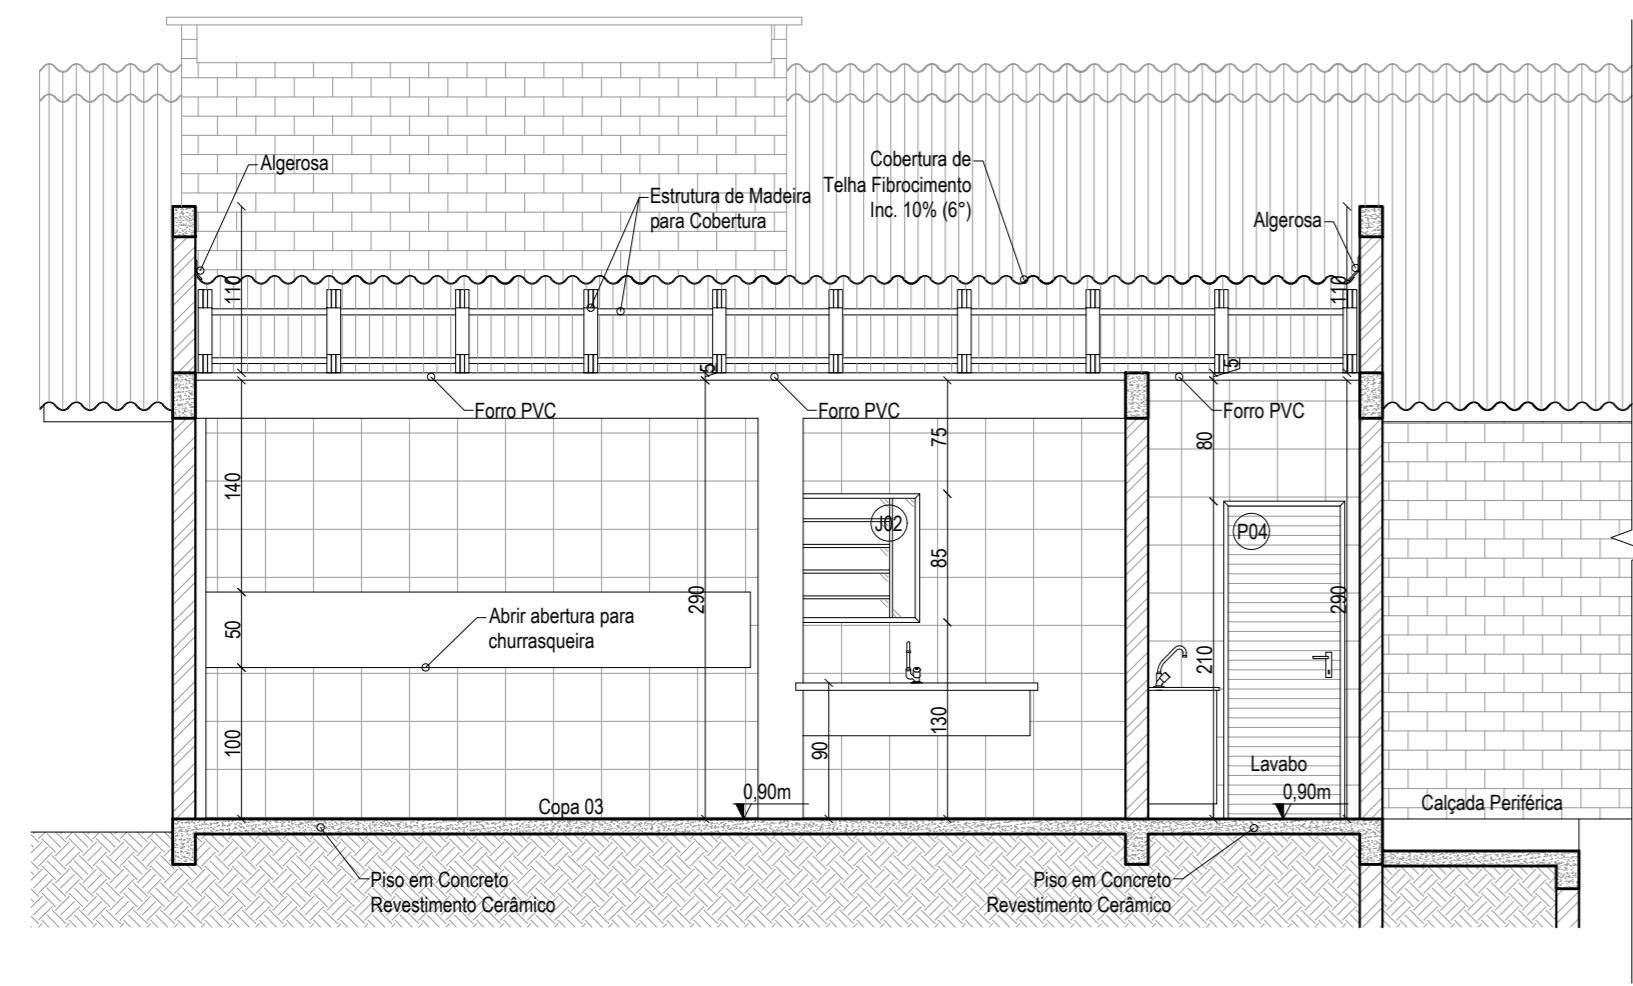 Algerosa
Estrutura de Madeira
para Cobertura
Cobertura de
Telha Fibrocimento
Inc. 10% (6°)
Algerosa
110
110
5
5
Forro PVC
Forro PVC
Forro PVC
140
75
80
J02
P04
85
290
290
50
Abrir abertura para
churrasqueira
210
100
90
130
Lavabo
0,90m
0,90m
Copa 03
Calçada Periférica
Piso em Concreto
Revestimento Cerâmico
Piso em Concreto
Revestimento Cerâmico